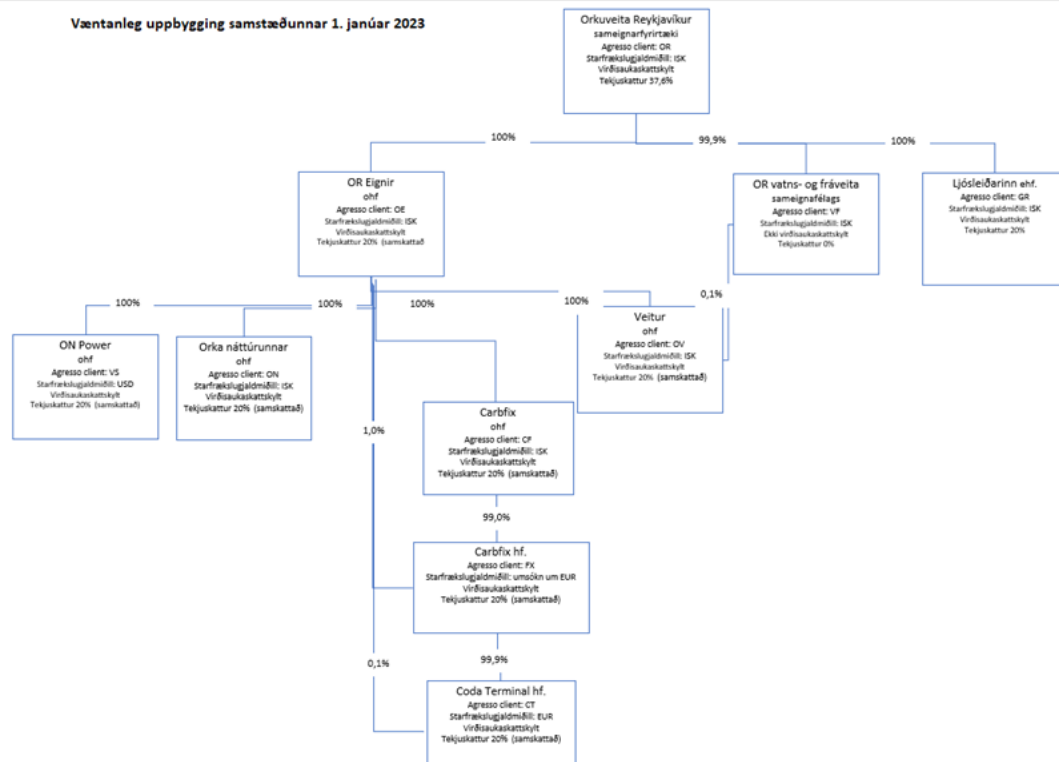 Væntanleg uppbygging samstæðunnar 1. janúar 2023
Orkuveita Reykjavíkur
sameignarfyrirtæki
Agresso client: OR
Starfrækslugjaldmiðill: ISK
Virðisaukaskattskylt
Tekjuskattur 37,6%
100%
99,9%
100%
OR Eignir
ohf
Agresso client: OE
Starfrækslugjaldmiðill: ISK
Virðisaukaskattskylt
Tekjuskattur 20% (samskattað
OR vatns- og fráveita
sameignafélags
Agresso client: VF
Starfrækslugjaldmiðill: ISK
Ekki virðisaukaskattskylt
Tekjuskattur 0%
Ljósleiðarinn ehf.
Agresso client: GR
Starfrækslugjaldmiðill: ISK
Virðisaukaskattskylt
Tekjuskattur 20%
100%
100%
100%
100%
0,1%
ON Power
ohf
Agresso client: VS
Starfrækslugjaldmiðill: USD
Virðisaukaskattskylt
Tekjuskattur 20% (samskattað)
Orka náttúrunnar
ohf
Agresso client: ON
Starfrækslugjaldmiðill: ISK
Virðisaukaskattskylt
Tekjuskattur 20% (samskattað)
Veitur
ohf
Agresso client: OV
Starfrækslugjaldmiðill: ISK
Virðisaukaskattskylt
Tekjuskattur 20% (samskattað)
1,0%
Carbfix
ohf
Agresso client: CF
Starfrækslugjaldmiðill: ISK
Virðisaukaskattskylt
Tekjuskattur 20% (samskattað)
99,0%
Carbfix hf.
Agresso client: FX
Starfrækslugjaldmiðill: umsókn um EUR
Virðisaukaskattskylt
Tekjuskattur 20% (samskattað)
0,1%
99,9%
Coda Terminal hf.
Agresso client: CT
Starfrækslugjaldmiðill: EUR
Virðisaukaskattskylt
Tekjuskattur 20% (samskattað)